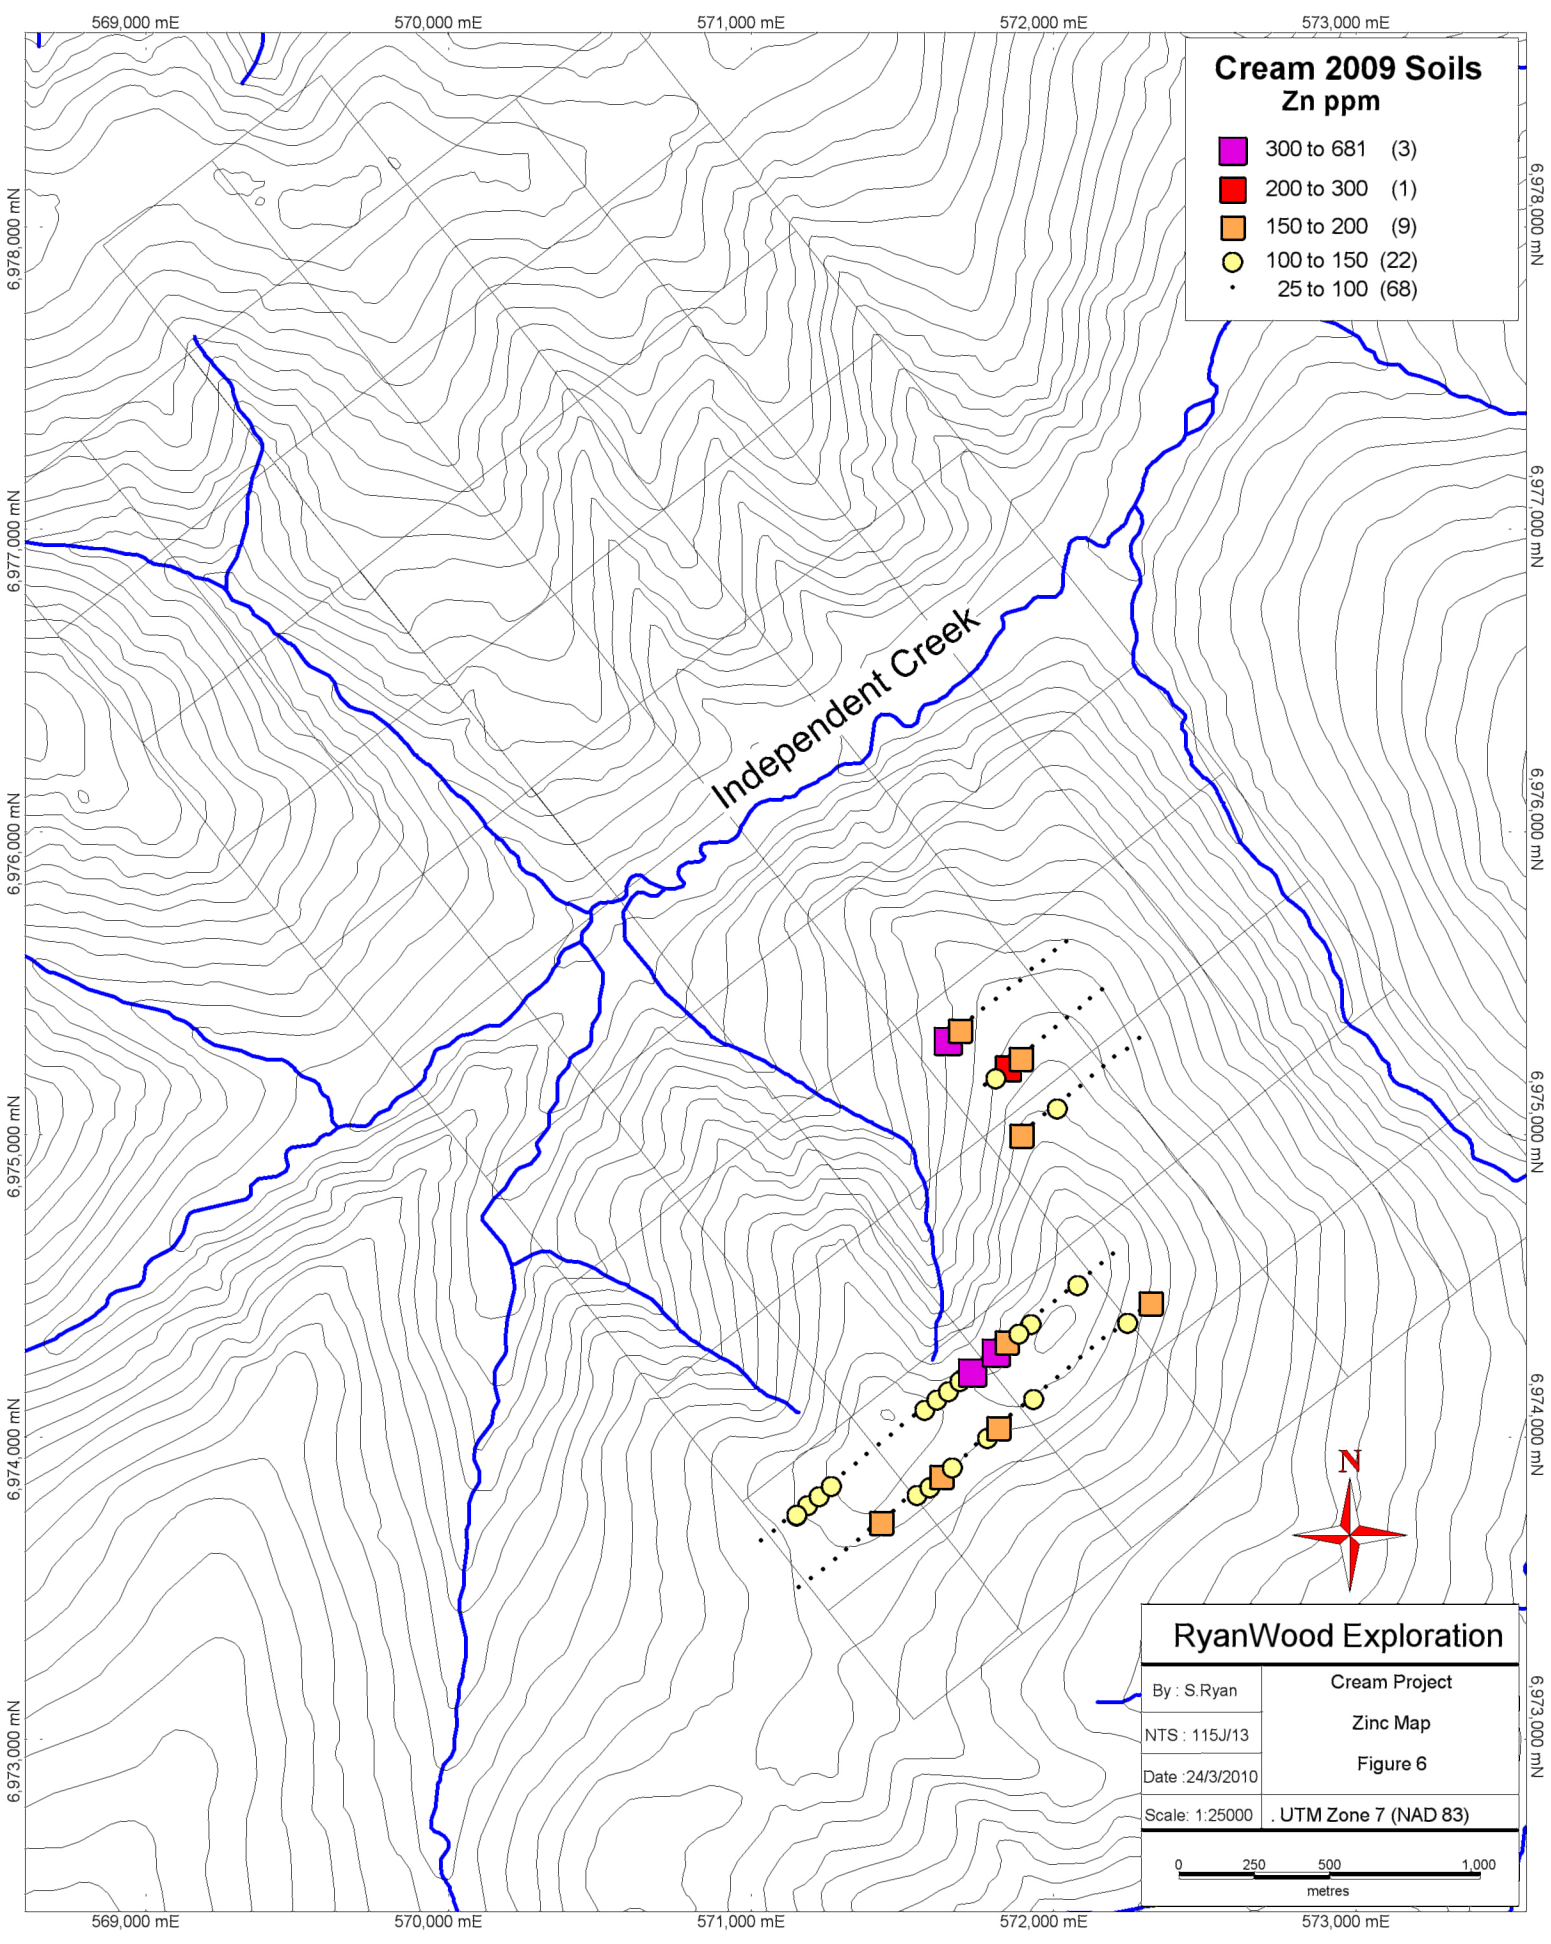 569,000 mE
570,000 mE
571,000 mE
572,000 mE
573,000 mE
Cream 2009 Soils
Zn ppm
300 to 681 (3)
200 to 300 (1)
150 to 200 (9)
100 to 150 (22)
25 to 100 (68)
6,978,000 mN
6,978,000 mN
6,977,000 mN
6,977,000 mN
Independent Creek
6,976,000 mN
6,976,000 mN
6,975,000 mN
6,975,000 mN
6,974,000 mN
6,974,000 mN
N
6,973,000 mN
6,973,000 mN
RyanWood Exploration
By : S.Ryan
NTS : 115J/13
Date :24/3/2010
Scale: 1:25000
Cream Project
Zinc Map
Figure 6
. UTM Zone 7 (NAD 83)
0 250 500 1,000
metres
569,000 mE
570,000 mE
571,000 mE
572,000 mE
573,000 mE